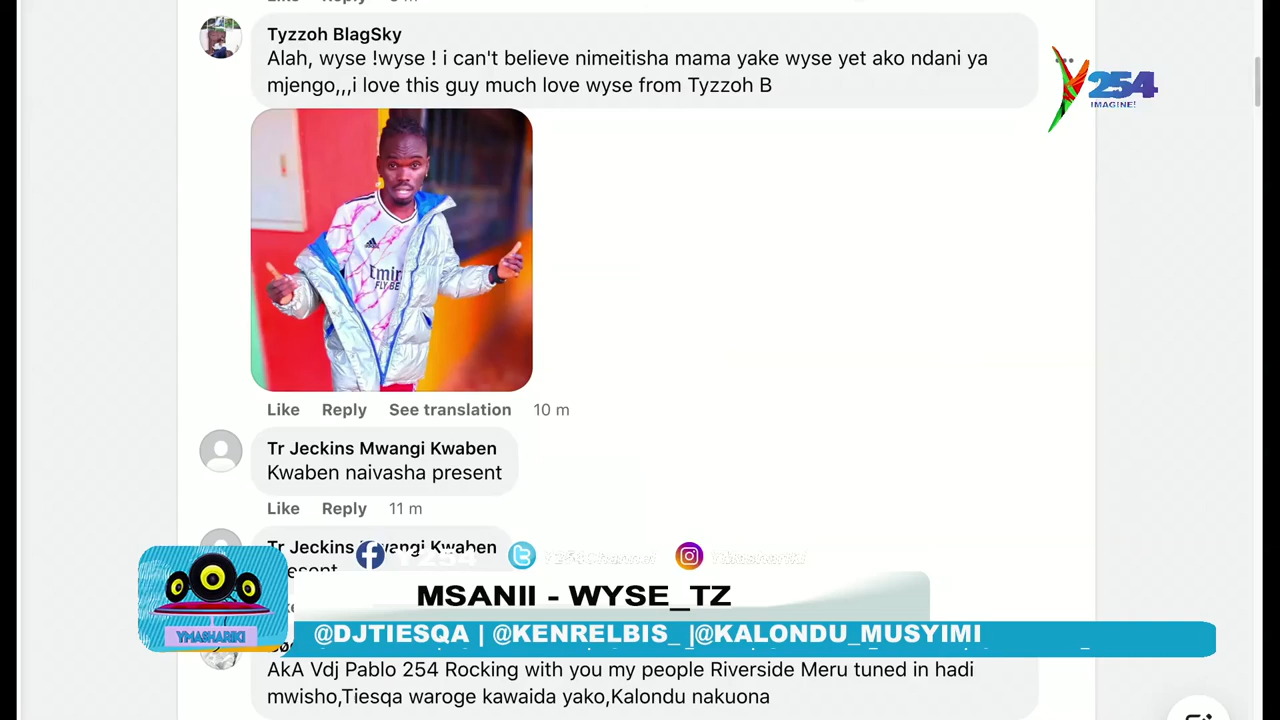 Tyzzoh BlagSky
Alah, wyse !wyse ! i can't believe nimeitisha mama yake wyse yet ako ndani ya
mjengo,,,i love this guy much love wyse from Tyzzoh B
254
IMAGINE!
FLY BE
Like Reply See translation 10 m
Tr Jeckins Mwangi Kwaben
Kwaben naivasha present
Like Reply 11 m
Tr Jeckins Mwangi Kwaben
MSANII - WYSE_TZ
YMASHARIKI
@DJTIESQA | @KENRELBIS_ |@KALONDU_MUSYIMI
AkA Vdj Pablo 254 Rocking with you my people Riverside Meru tuned in hadi
mwisho,Tiesqa waroge kawaida yako,Kalondu nakuona